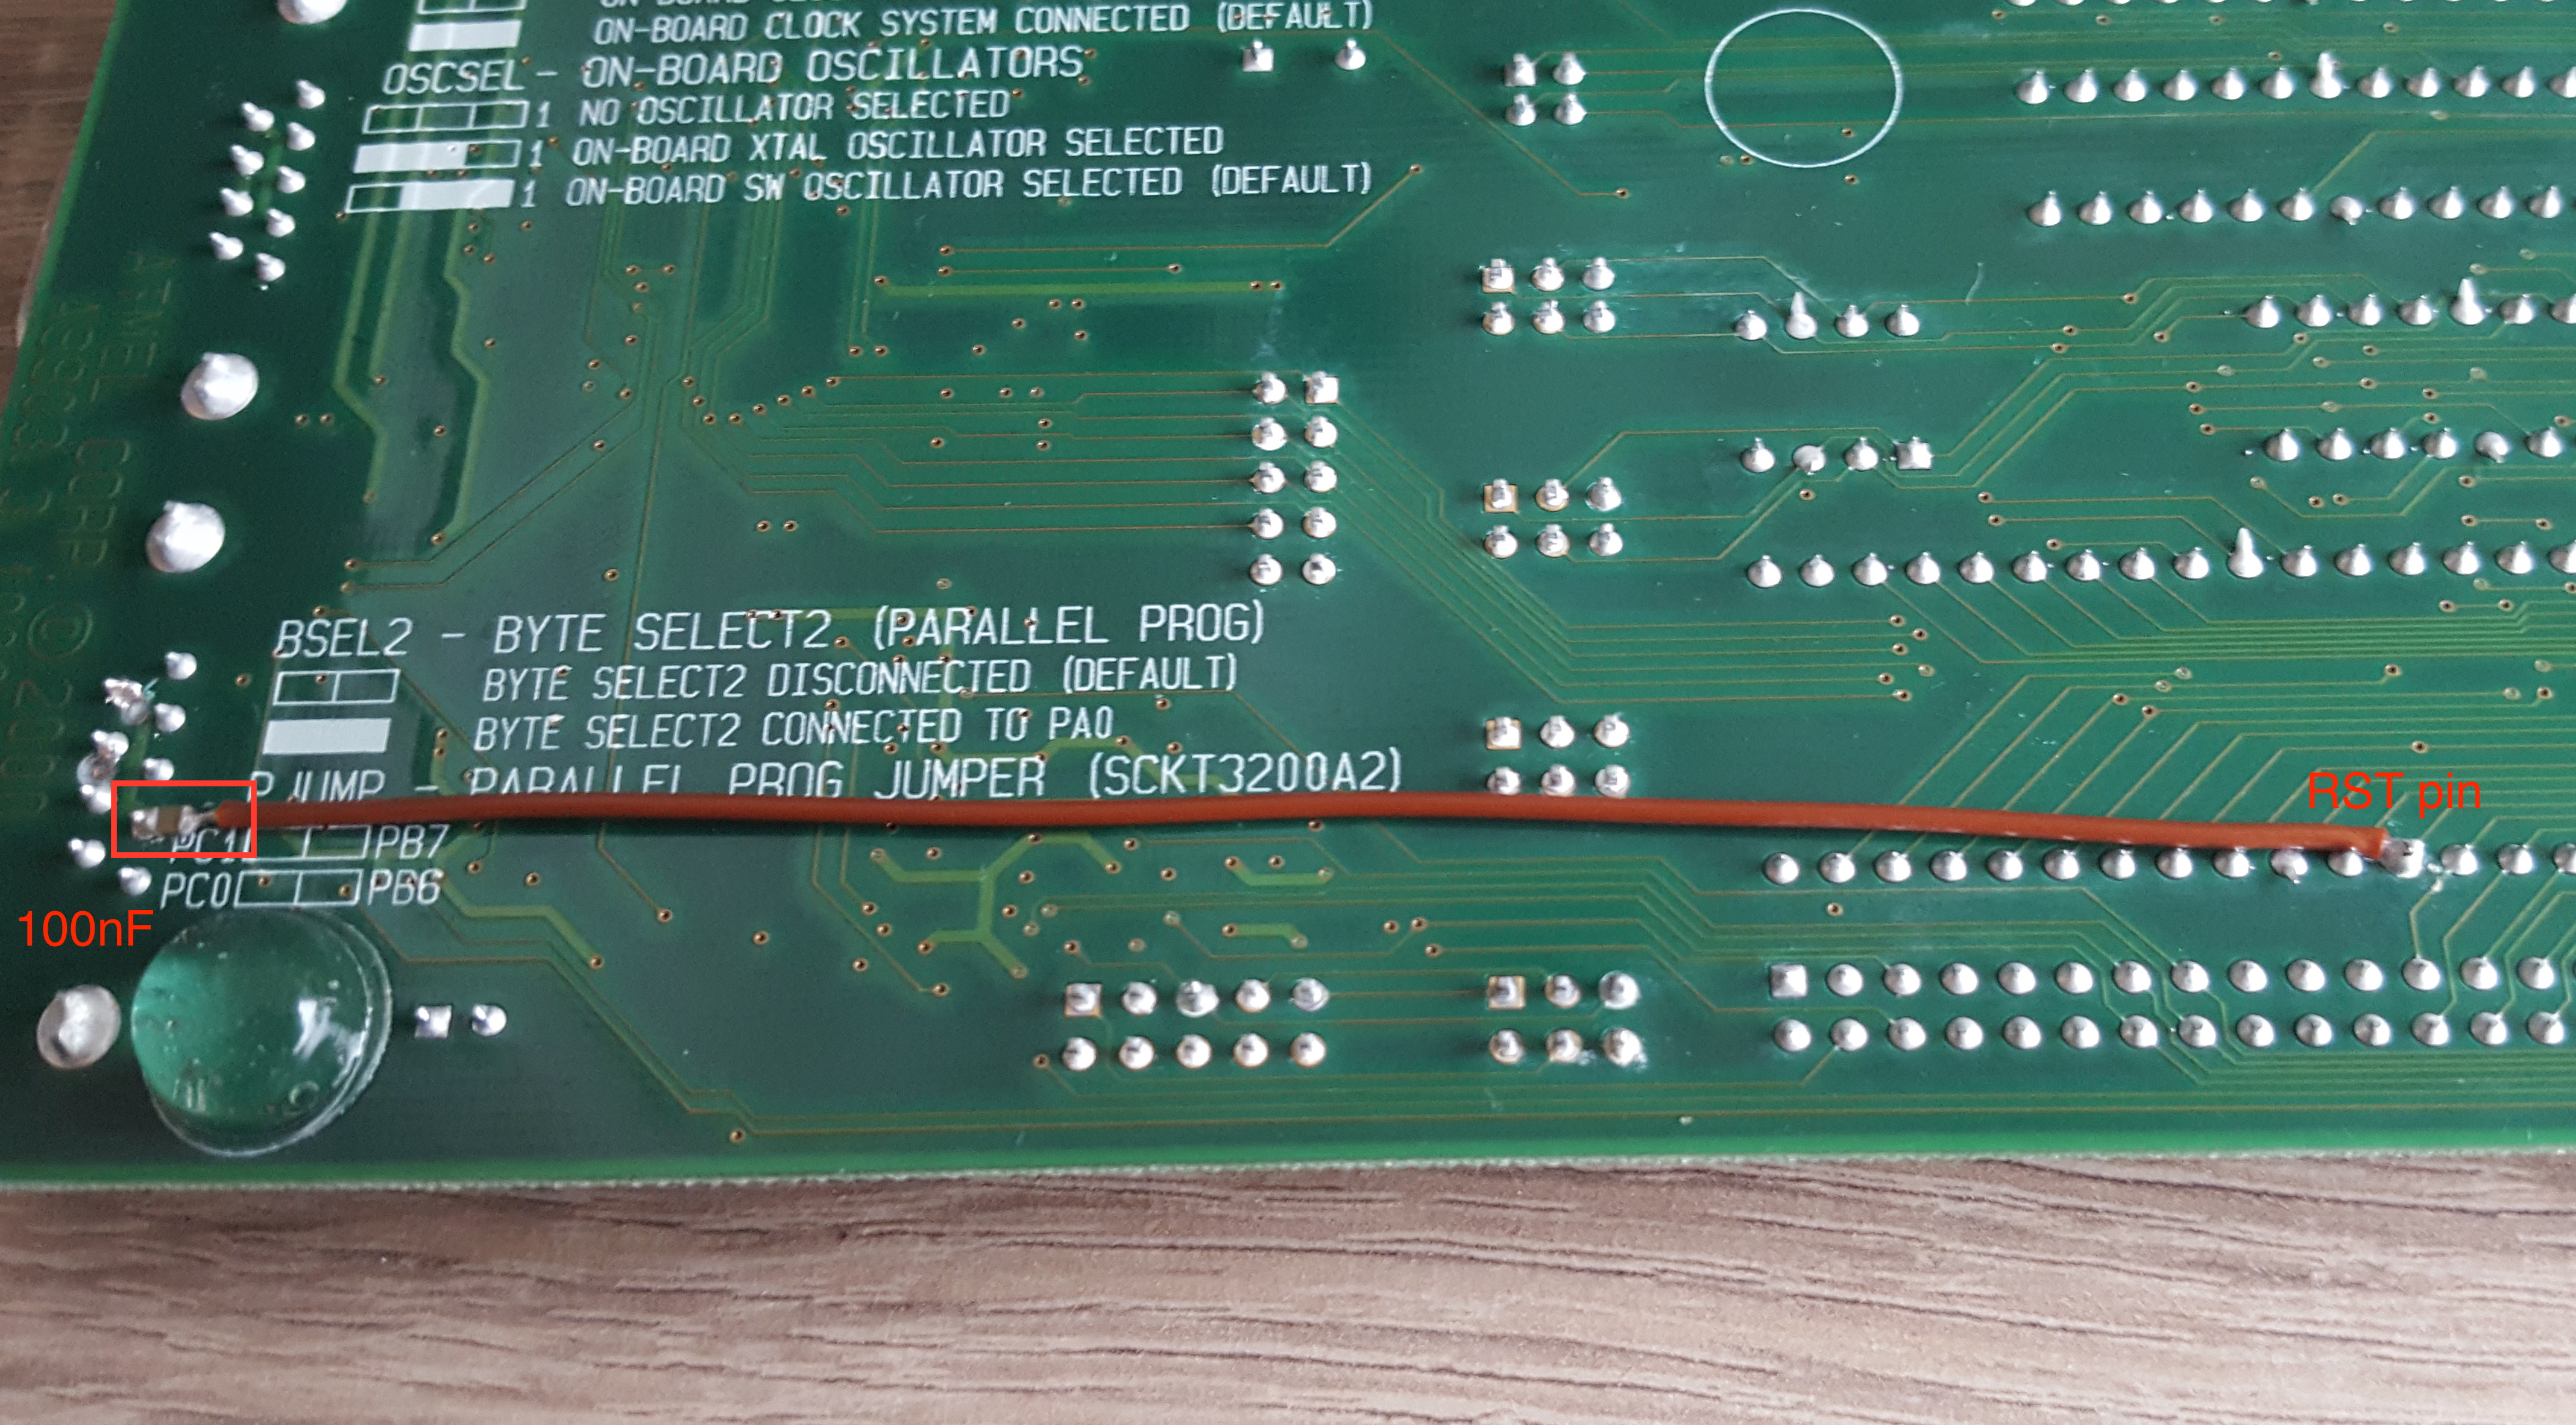 ON-BOARD CLOCK SYSTEM CONNECTED (DEFAULT)
OSCSEL - ON-BOARD OSCILLATORS
1 NO OSCILLATOR SELECTED
1 ON-BOARD XTAL OSCILLATOR SELECTED
1 ON-BOARD SW OSCILLATOR SELECTED (DEFAULT)
ATMEL CORP. ©
BSEL2 - BYTE SELECT2 (PARALLEL PROG)
BYTE SELECT2 DISCONNECTED (DEFAULT)
BYTE SELECT2 CONNECTED TO PA0
PJUMP - PARALLEL PROG JUMPER (SCKT3200A2)
RST pin
PC1 PB7
PC0 PB6
100nF